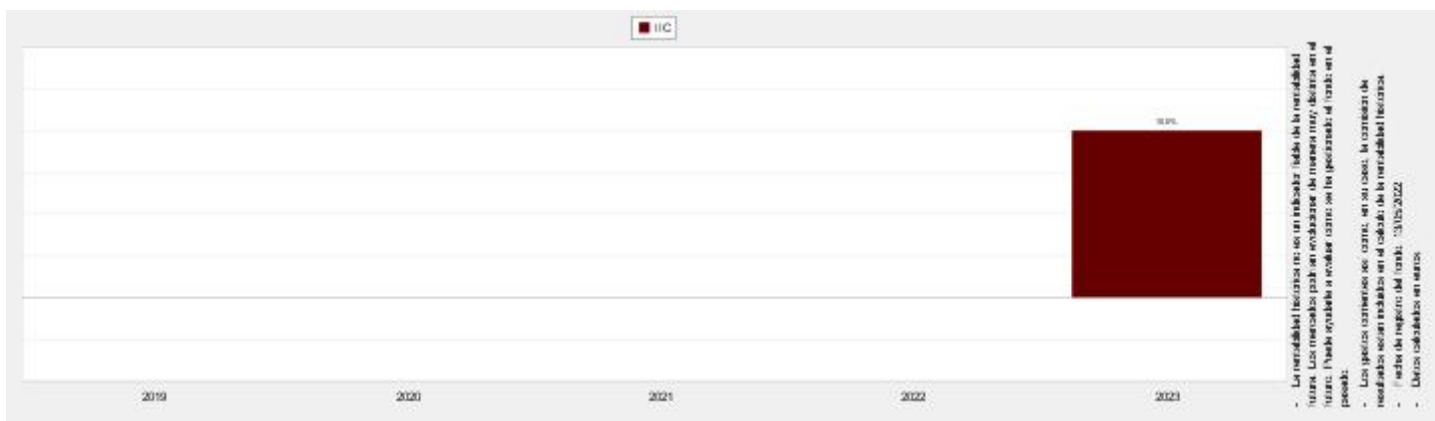 IIC
2019
2020
2021
2022
2023
- La rentabilidad histórica no es un indicador fiable de la rentabilidad
futura. Los mercados podrían evolucionar de manera muy distinta en el
futuro. Puede ayudarle a evaluar cómo se ha gestionado el fondo en el
pasado.
- Los gastos corrientes así como, en su caso, la comisión de
resultados están incluidos en el cálculo de la rentabilidad histórica.
- Fecha de registro del fondo: 13/05/2022
- Datos calculados en euros